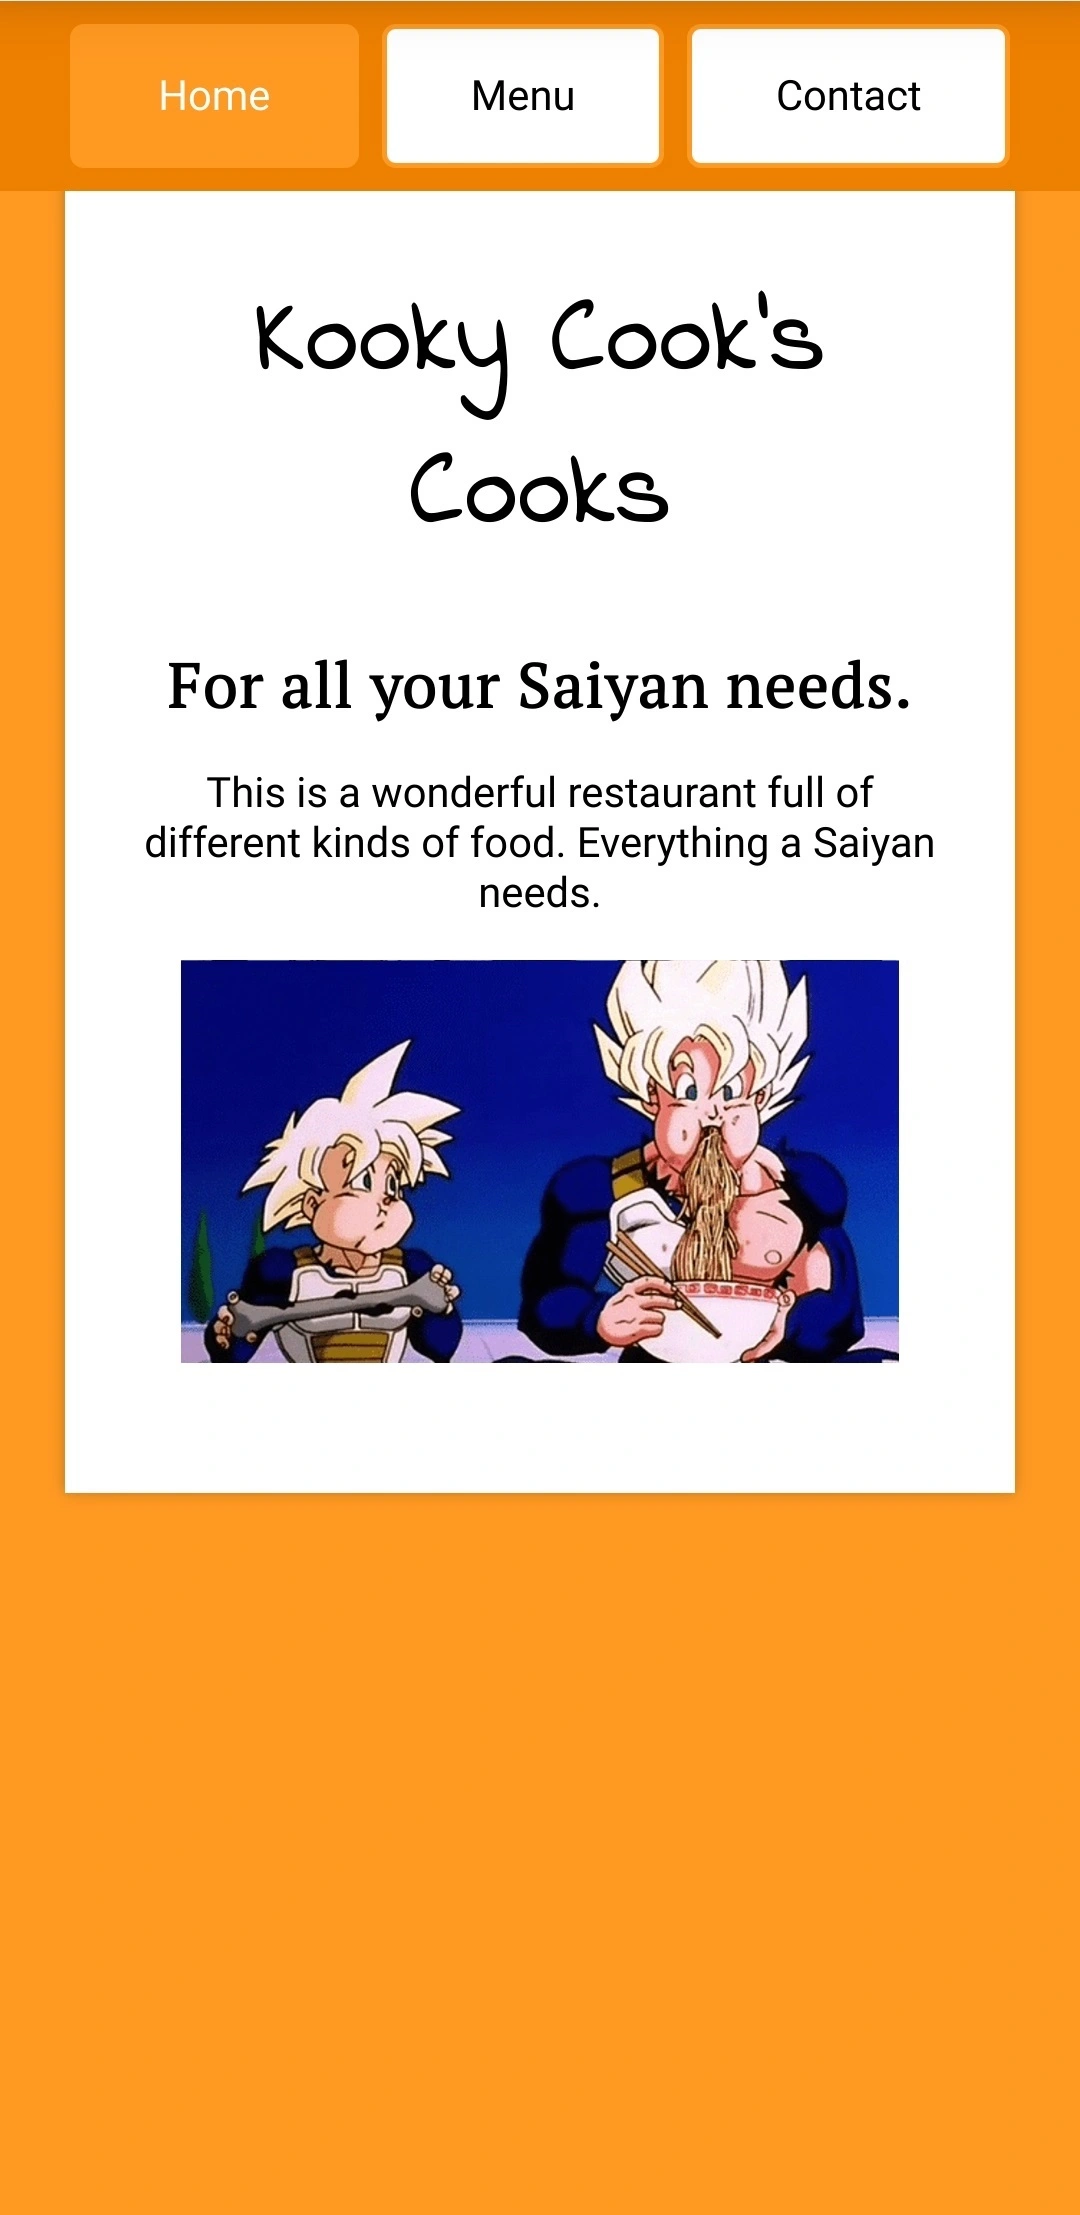 Home
Menu
Contact
Kooky Cook's
Cooks
For all your Saiyan needs.
This is a wonderful restaurant full of
different kinds of food. Everything a Saiyan
needs.